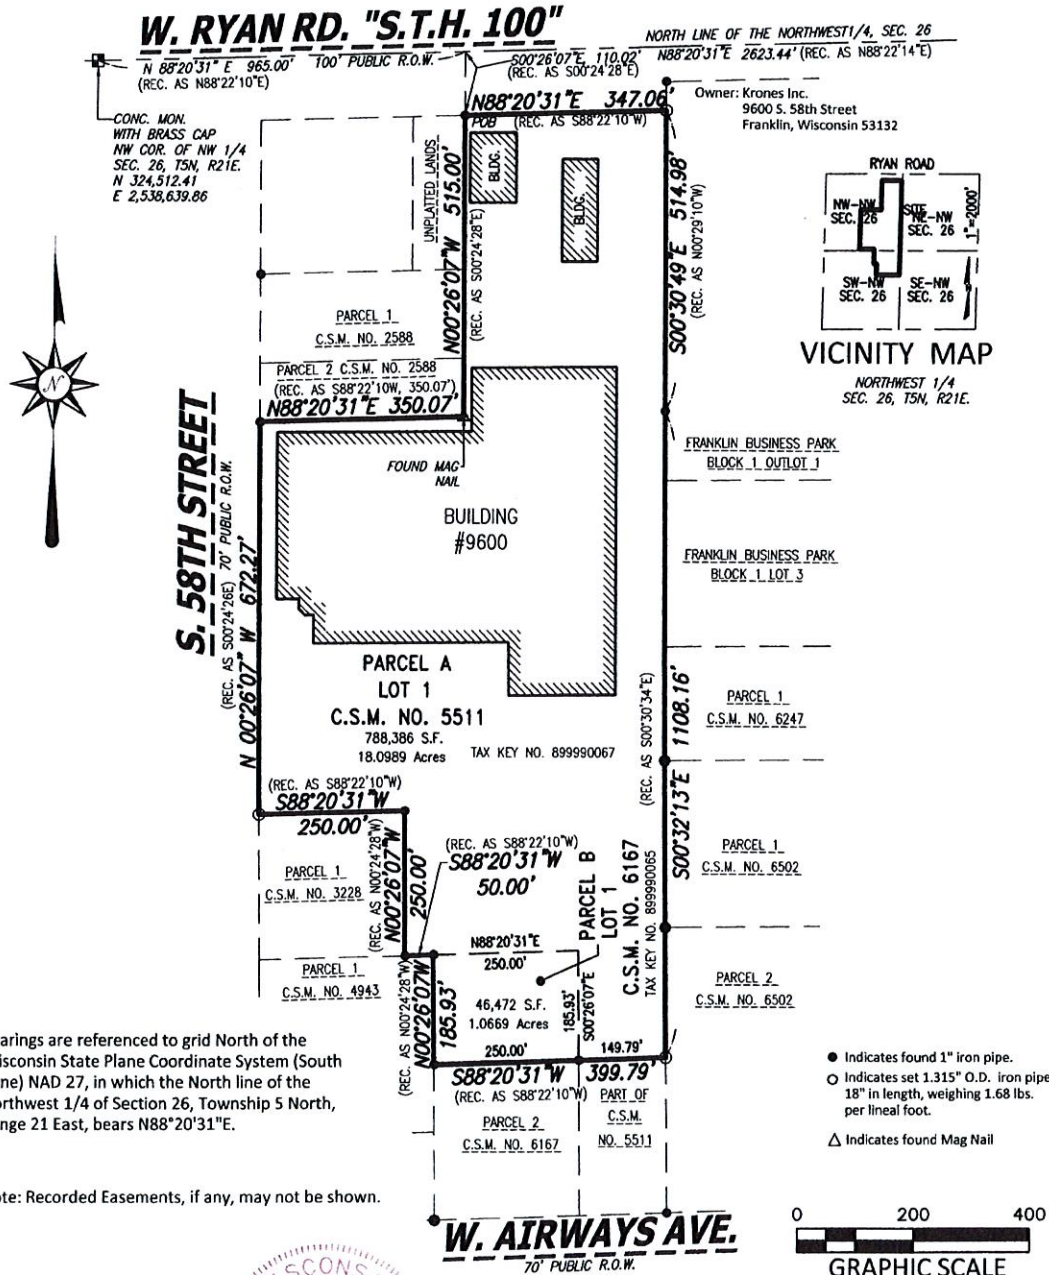 W. RYAN RD. "S.T.H. 100"
N 88°20'31" E 965.00'
(REC. AS N88°22'10"E)
100' PUBLIC R.O.W.
S00°26'07"E, 110.02'
(REC. AS S00°24'28"E)
NORTH LINE OF THE NORTHWEST1/4, SEC. 26
N88°20'31"E 2623.44' (REC. AS N88°22'14"E)
N88°20'31"E 347.06'
POB (REC. AS S88°22'10"W)
CONC. MON.
WITH BRASS CAP
NW COR. OF NW 1/4
SEC. 26, T5N, R21E.
N 324,512.41
E 2,538,639.86
Owner: Krones Inc.
9600 S. 58th Street
Franklin, Wisconsin 53132
UNPLATTED LANDS
N00°26'07"W 515.00'
(REC. AS S00°24'28"E)
BLDG.
BLDG.
S00°30'49"E 514.98'
(REC. AS N00°29'10"W)
RYAN ROAD
NW-NW
SEC. 26
SITE
NE-NW
SEC. 26
1"=2000'
SW-NW
SEC. 26
SE-NW
SEC. 26
VICINITY MAP
NORTHWEST 1/4
SEC. 26, T5N, R21E.
N
PARCEL 1
C.S.M. NO. 2588
PARCEL 2 C.S.M. NO. 2588
(REC. AS S88°22'10W, 350.07')
N88°20'31"E 350.07'
FOUND MAG
NAIL
S. 58TH STREET
70' PUBLIC R.O.W.
(REC. AS S00°24'26E)
N 00°26'07" W 672.27'
BUILDING
#9600
FRANKLIN BUSINESS PARK
BLOCK 1 OUTLOT 1
FRANKLIN BUSINESS PARK
BLOCK 1 LOT 3
PARCEL A
LOT 1
C.S.M. NO. 5511
788,386 S.F.
18.0989 Acres
TAX KEY NO. 899990067
(REC. AS S00°30'34"E)
S00°32'13"E 1108.16'
PARCEL 1
C.S.M. NO. 6247
(REC. AS S88°22'10"W)
S88°20'31"W
250.00'
PARCEL 1
C.S.M. NO. 3228
(REC. AS N00°24'28"W)
N00°26'07"W
250.00'
(REC. AS S88°22'10"W)
S88°20'31"W
50.00'
PARCEL B
LOT 1
C.S.M. NO. 6167
TAX KEY NO. 899990065
PARCEL 1
C.S.M. NO. 6502
N88°20'31"E
250.00'
PARCEL 1
C.S.M. NO. 4943
(REC. AS N00°24'28"W)
N00°26'07W
185.93'
46,472 S.F.
1.0669 Acres
185.93'
S00°26'07"E
PARCEL 2
C.S.M. NO. 6502
250.00'
149.79'
S88°20'31"W 399.79'
(REC. AS S88°22'10"W)
PARCEL 2
C.S.M. NO. 6167
PART OF
C.S.M.
NO. 5511
arings are referenced to grid North of the
isconsin State Plane Coordinate System (South
ne) NAD 27, in which the North line of the
orthwest 1/4 of Section 26, Township 5 North,
nge 21 East, bears N88°20'31"E.
ote: Recorded Easements, if any, may not be shown.
● Indicates found 1" iron pipe.
○ Indicates set 1.315" O.D. iron pipe
18" in length, weighing 1.68 lbs.
per lineal foot.
△ Indicates found Mag Nail
W. AIRWAYS AVE.
70' PUBLIC R.O.W.
0 200 400
GRAPHIC SCALE
SCONS